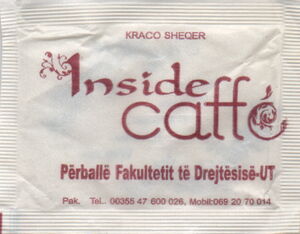 KRACO SHEQER
Inside
caffé
Përballë Fakultetit të Drejtësisë-UT
Pak. Tel.. 00355 47 600 026, Mobil:069 20 70 014